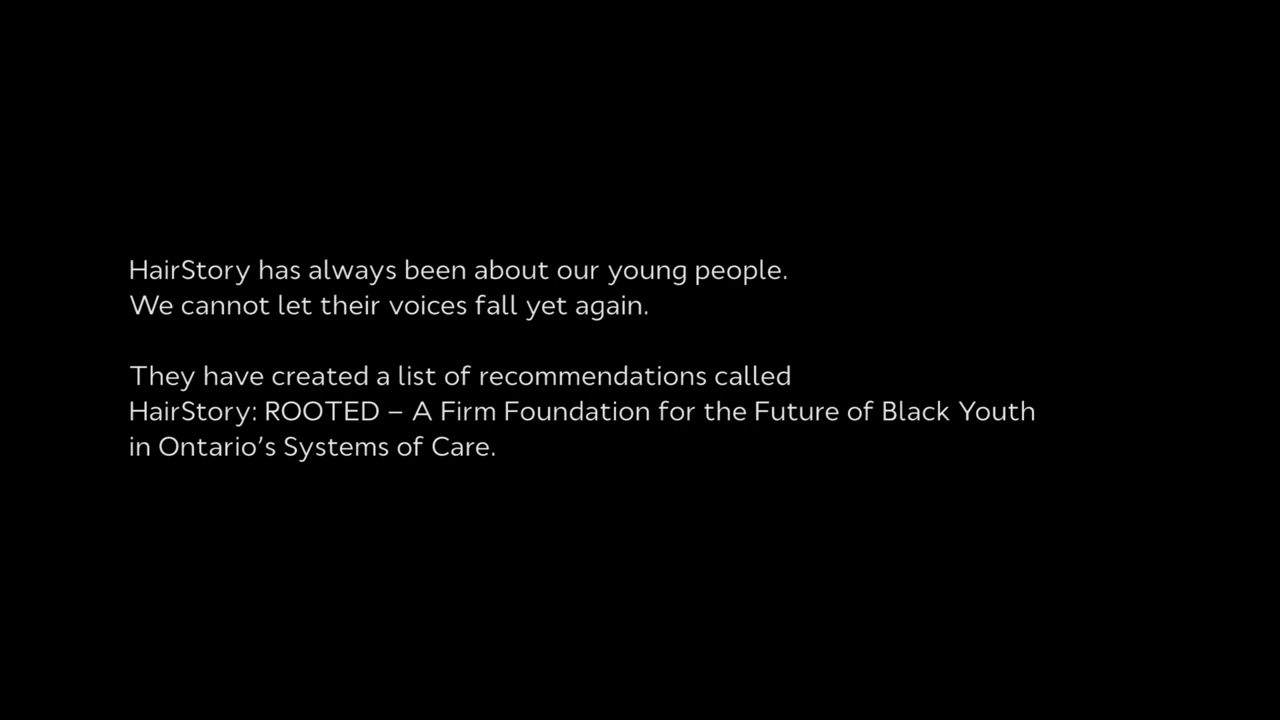 HairStory has always been about our young people.
We cannot let their voices fall yet again.
They have created a list of recommendations called
HairStory: ROOTED – A Firm Foundation for the Future of Black Youth
in Ontario’s Systems of Care.